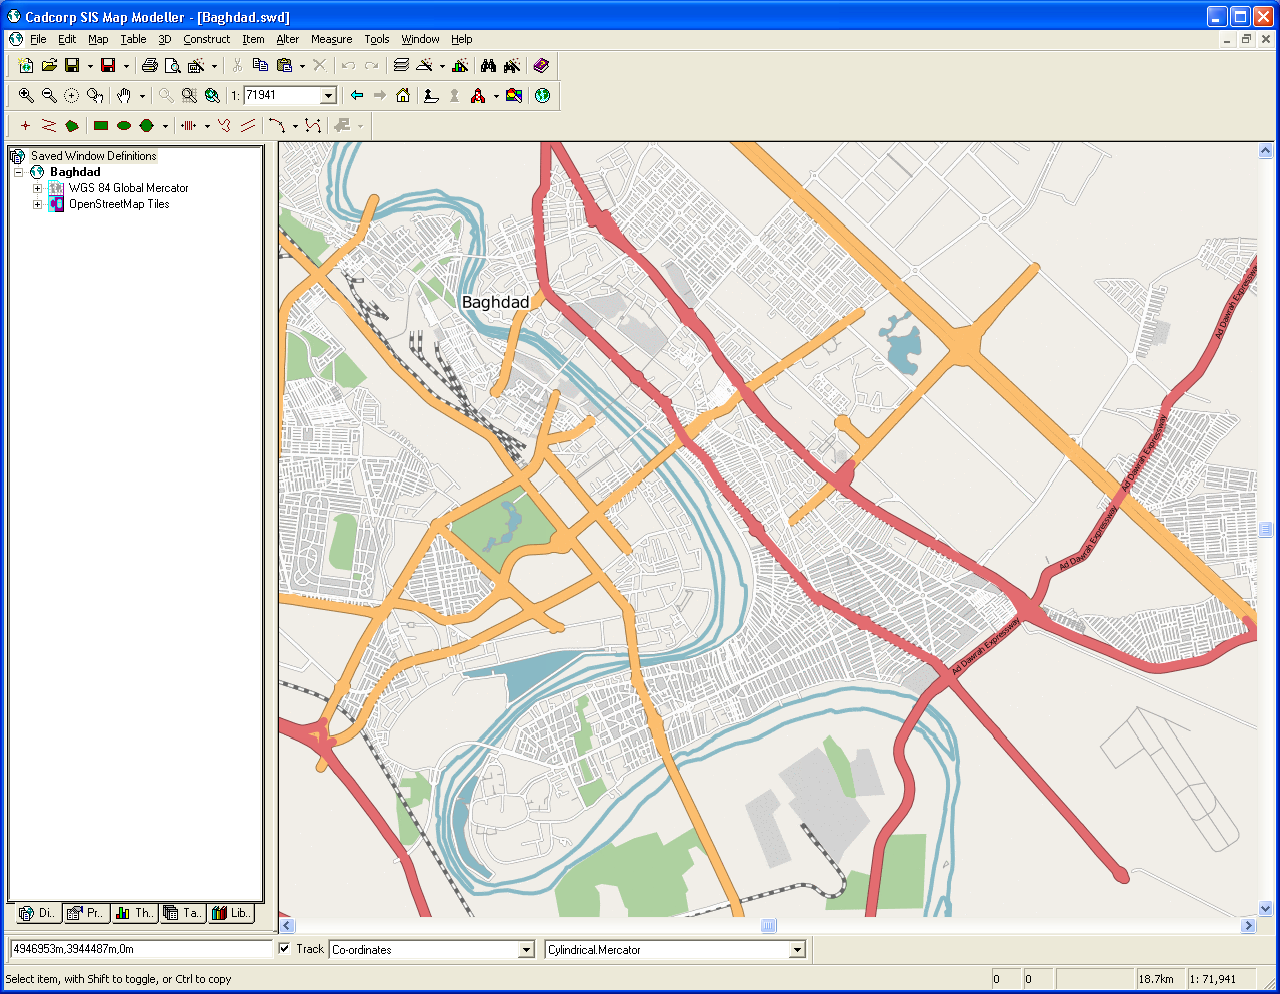 Cadcorp SIS Map Modeller - [Baghdad.swd]
File Edit Map Table 3D Construct Item Alter Measure Tools Window Help
1: 71941
Saved Window Definitions
Baghdad
WGS 84 Global Mercator
OpenStreetMap Tiles
Baghdad
Ad Dawrah Expressway
Ad Dawrah Expressway
Ad Dawrah Expressway
Ad Dawrah Expressway
Di.. Pr.. Th.. Ta.. Lib..
4946953m,3944487m,0m Track Co-ordinates Cylindrical.Mercator
Select item, with Shift to toggle, or Ctrl to copy 0 0 18.7km 1: 71,941